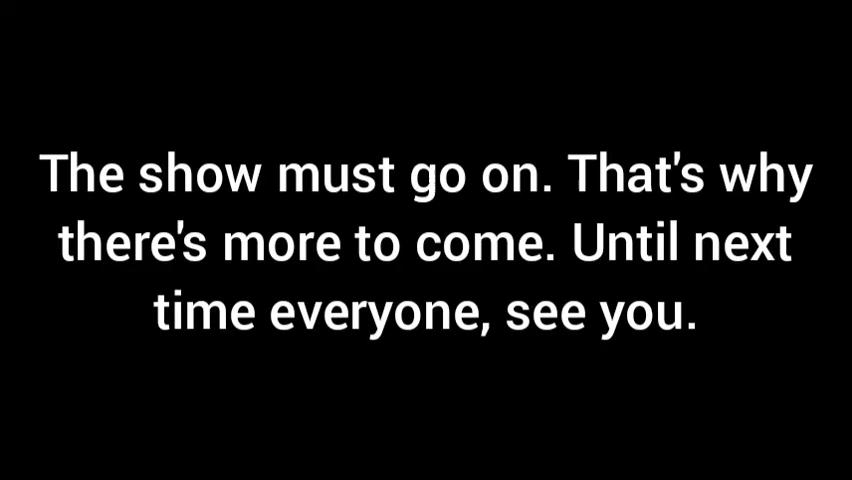 The show must go on. That's why
there's more to come. Until next
time everyone, see you.